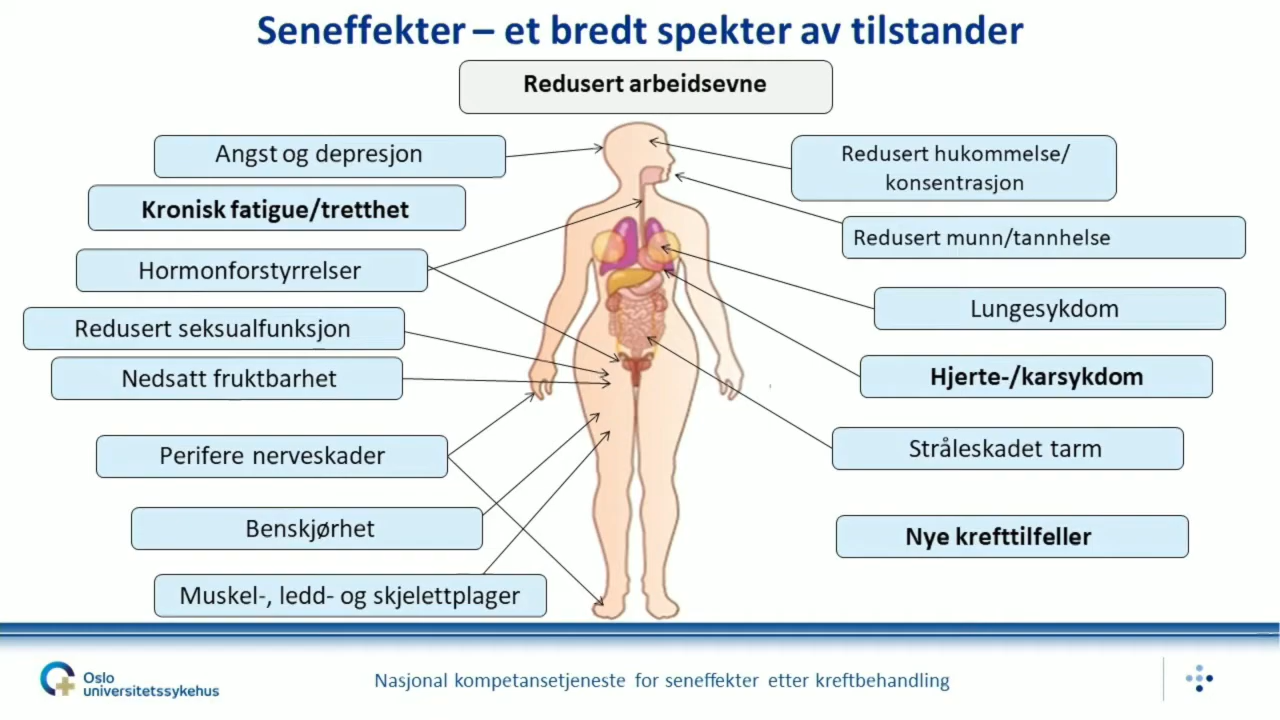 Seneffekter – et bredt spekter av tilstander
Redusert arbeidsevne
Angst og depresjon
Kronisk fatigue/tretthet
Hormonforstyrrelser
Redusert seksualfunksjon
Nedsatt fruktbarhet
Perifere nerveskader
Benskjørhet
Muskel-, ledd- og skjelettplager
Redusert hukommelse/
konsentrasjon
Redusert munn/tannhelse
Lungesykdom
Hjerte-/karsykdom
Stråleskadet tarm
Nye krefttilfeller
Oslo
universitetssykehus
Nasjonal kompetansetjeneste for seneffekter etter kreftbehandling